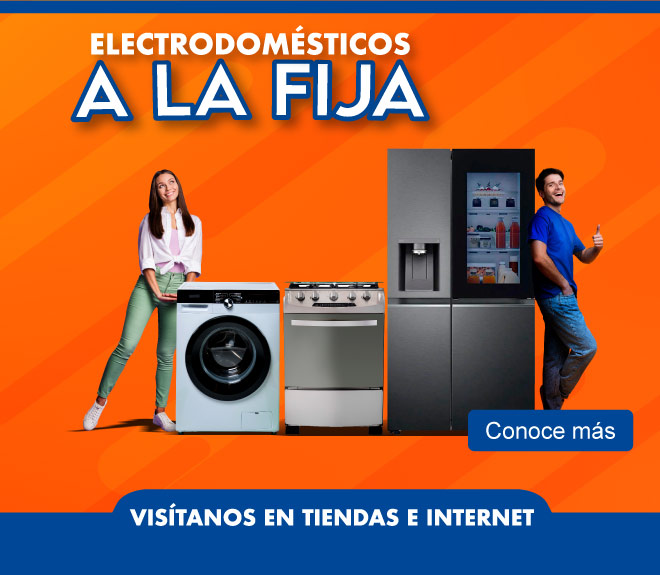 ELECTRODOMÉSTICOS
A LA FIJA
Conoce más
VISÍTANOS EN TIENDAS E INTERNET